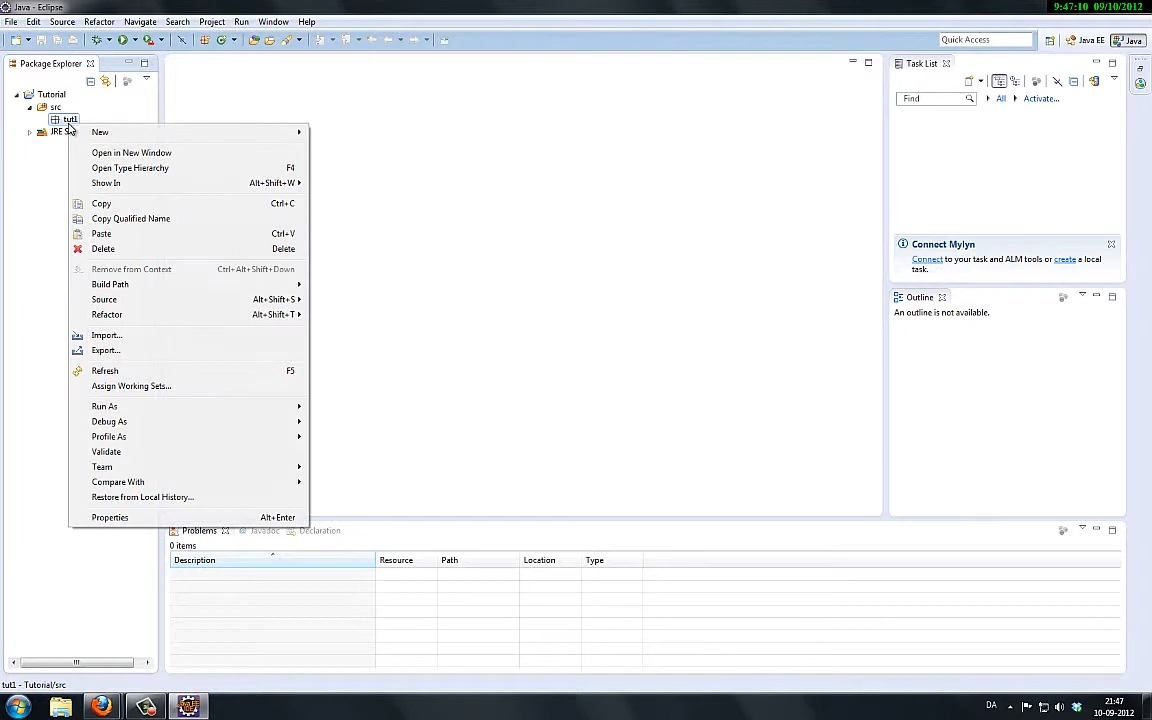 Java - Eclipse
9:47:10 09/10/2012
File Edit Source Refactor Navigate Search Project Run Window Help
Quick Access
Java EE
Java
Package Explorer
Tutorial
src
tut1
JRE S
New
Open in New Window
Open Type Hierarchy F4
Show In Alt+Shift+W
Copy Ctrl+C
Copy Qualified Name
Paste Ctrl+V
Delete Delete
Remove from Context Ctrl+Alt+Shift+Down
Build Path
Source Alt+Shift+S
Refactor Alt+Shift+T
Import...
Export...
Refresh F5
Assign Working Sets...
Run As
Debug As
Profile As
Validate
Team
Compare With
Restore from Local History...
Properties Alt+Enter
Task List
Find All Activate...
Connect Mylyn
Connect to your task and ALM tools or create a local
task.
Outline
An outline is not available.
Problems @ Javadoc Declaration
0 items
Description Resource Path Location Type
tut1 - Tutorial/src
DA
21:47
10-09-2012